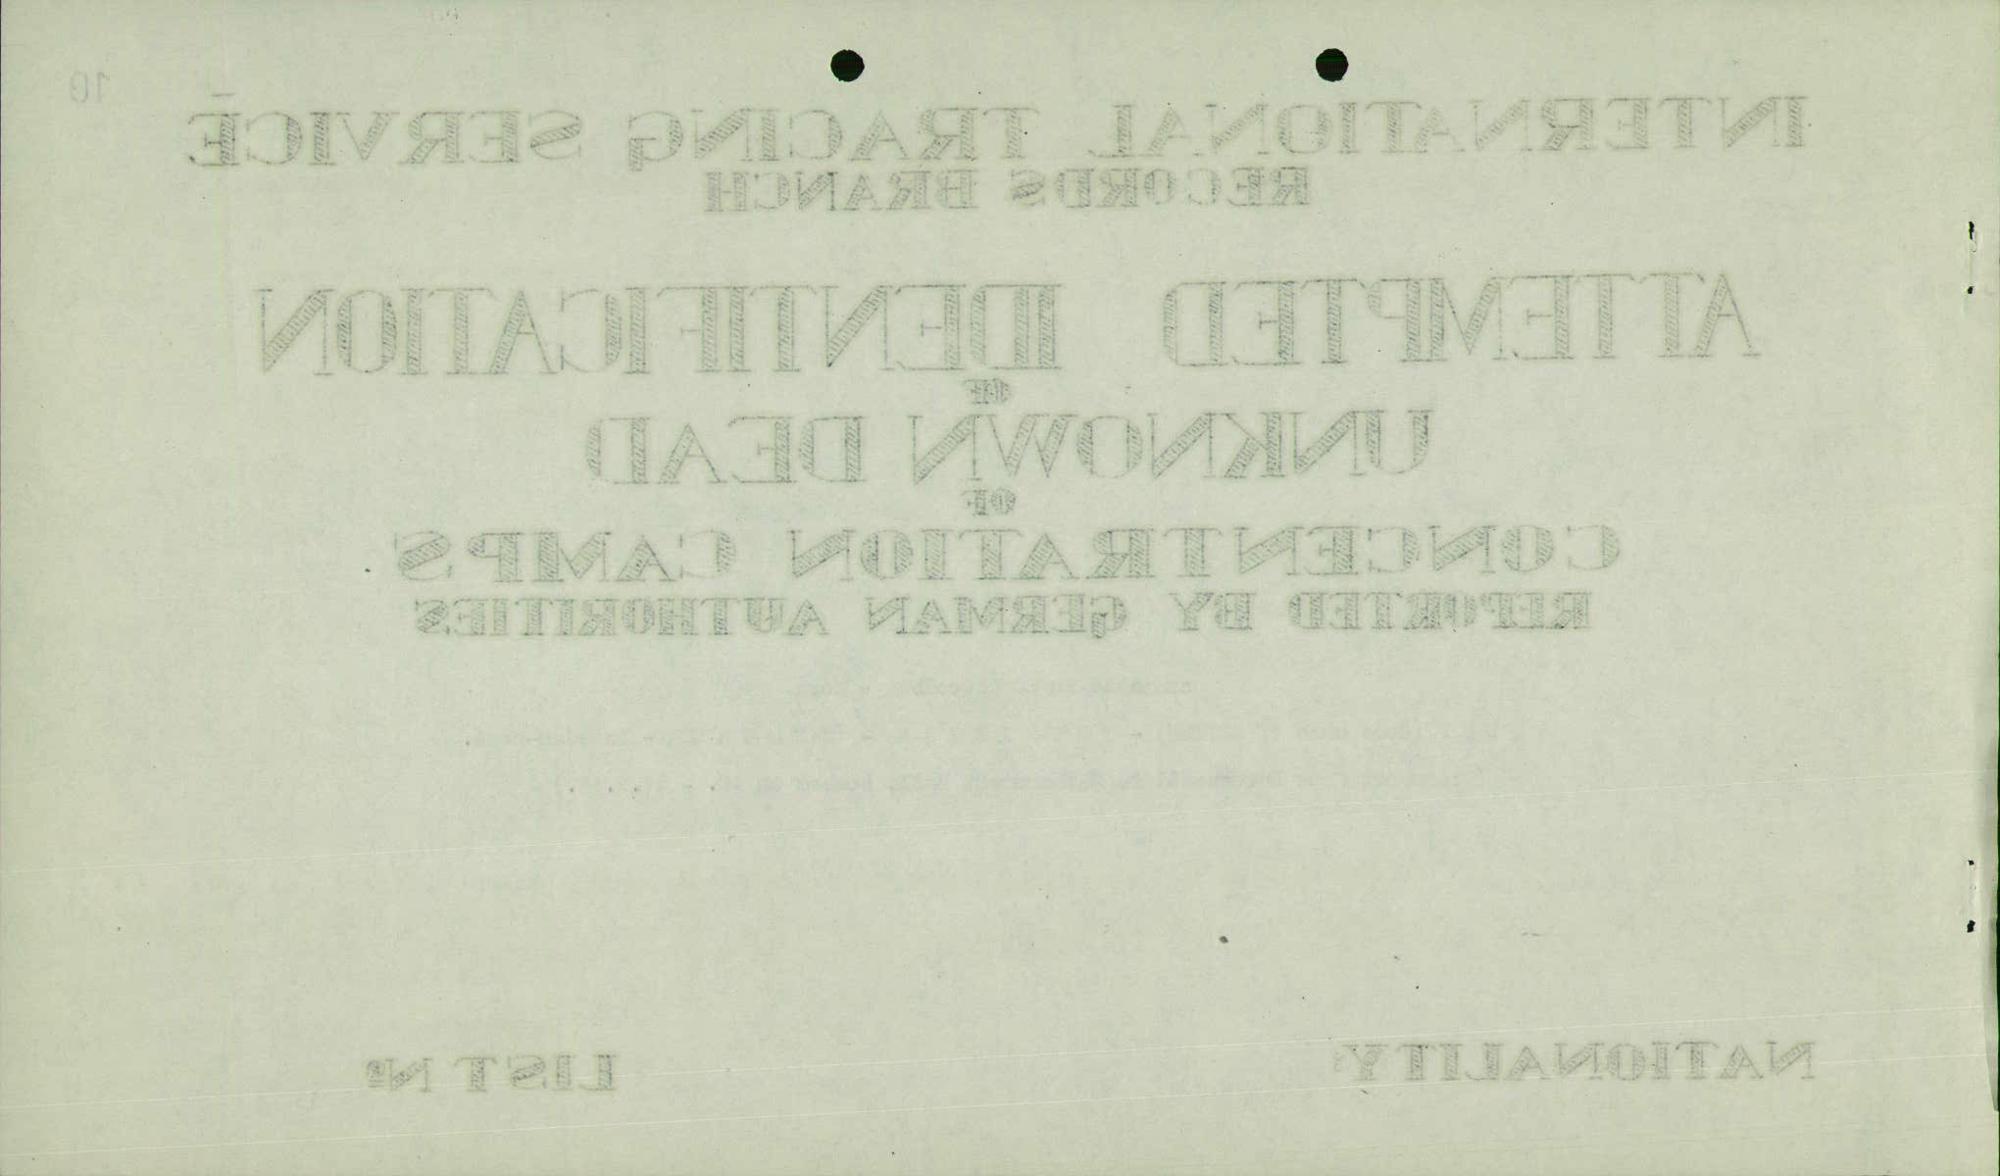 10
INTERNATIONAL TRACING SERVICE
RECORDS BRANCH
ATTEMPTED IDENTIFICATION
OF
UNKNOWN DEAD
OF
CONCENTRATION CAMPS
REPORTED BY GERMAN AUTHORITIES
NATIONALITY:
LIST Nº